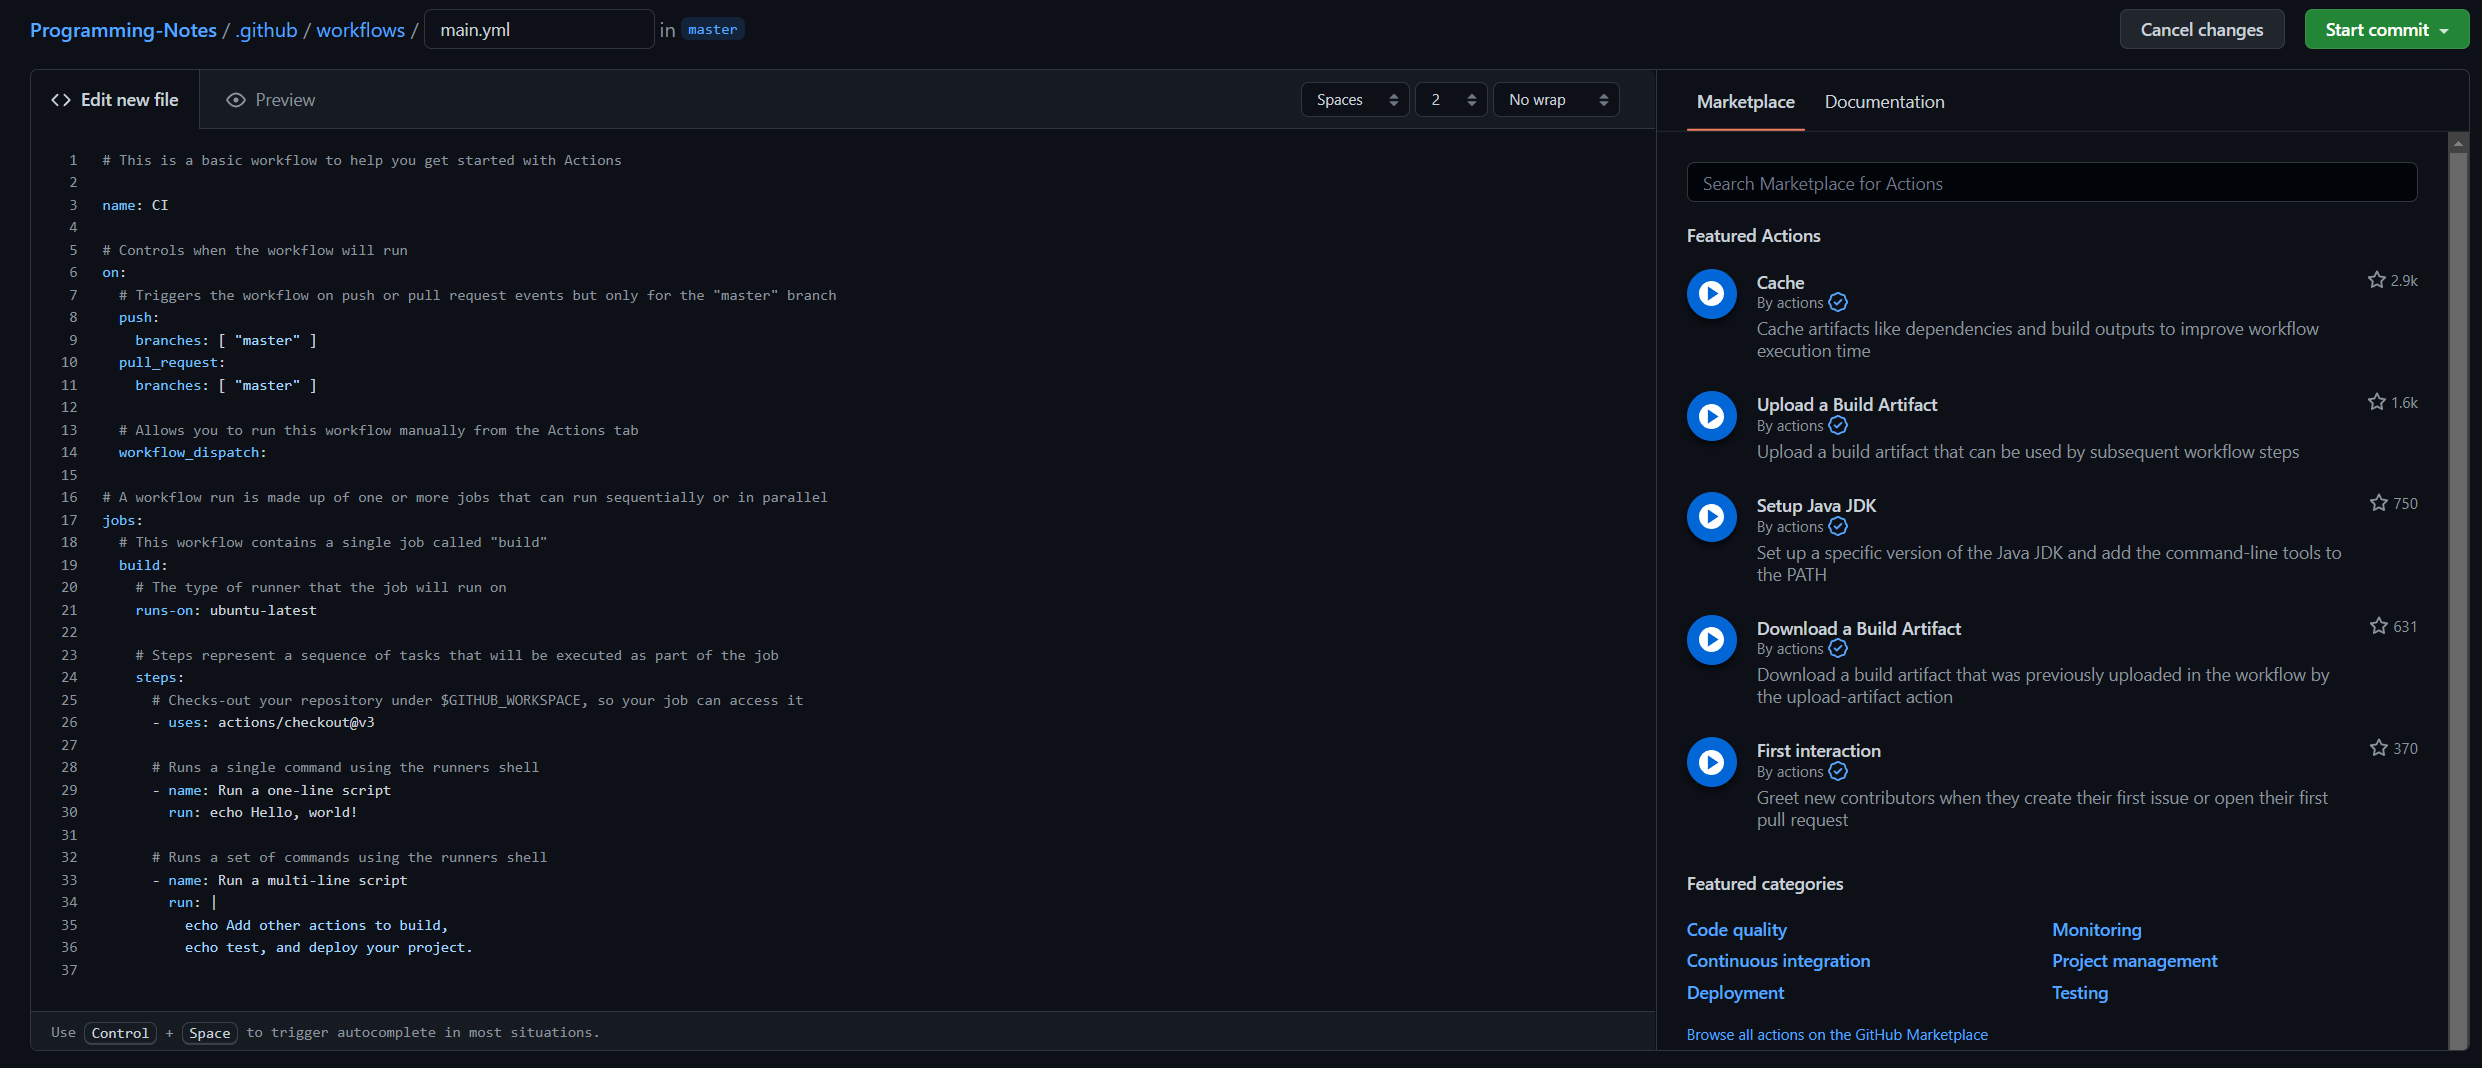 Programming-Notes / .github / workflows / main.yml in master
Cancel changes
Start commit
Edit new file
Preview
Spaces
2
No wrap
1 # This is a basic workflow to help you get started with Actions
2
3 name: CI
4
5 # Controls when the workflow will run
6 on:
7 # Triggers the workflow on push or pull request events but only for the "master" branch
8 push:
9 branches: [ "master" ]
10 pull_request:
11 branches: [ "master" ]
12
13 # Allows you to run this workflow manually from the Actions tab
14 workflow_dispatch:
15
16 # A workflow run is made up of one or more jobs that can run sequentially or in parallel
17 jobs:
18 # This workflow contains a single job called "build"
19 build:
20 # The type of runner that the job will run on
21 runs-on: ubuntu-latest
22
23 # Steps represent a sequence of tasks that will be executed as part of the job
24 steps:
25 # Checks-out your repository under $GITHUB_WORKSPACE, so your job can access it
26 - uses: actions/checkout@v3
27
28 # Runs a single command using the runners shell
29 - name: Run a one-line script
30 run: echo Hello, world!
31
32 # Runs a set of commands using the runners shell
33 - name: Run a multi-line script
34 run: |
35 echo Add other actions to build,
36 echo test, and deploy your project.
37
Use Control + Space to trigger autocomplete in most situations.
Marketplace
Documentation
Search Marketplace for Actions
Featured Actions
Cache
2.9k
By actions
Cache artifacts like dependencies and build outputs to improve workflow
execution time
Upload a Build Artifact
1.6k
By actions
Upload a build artifact that can be used by subsequent workflow steps
Setup Java JDK
750
By actions
Set up a specific version of the Java JDK and add the command-line tools to
the PATH
Download a Build Artifact
631
By actions
Download a build artifact that was previously uploaded in the workflow by
the upload-artifact action
First interaction
370
By actions
Greet new contributors when they create their first issue or open their first
pull request
Featured categories
Code quality
Monitoring
Continuous integration
Project management
Deployment
Testing
Browse all actions on the GitHub Marketplace